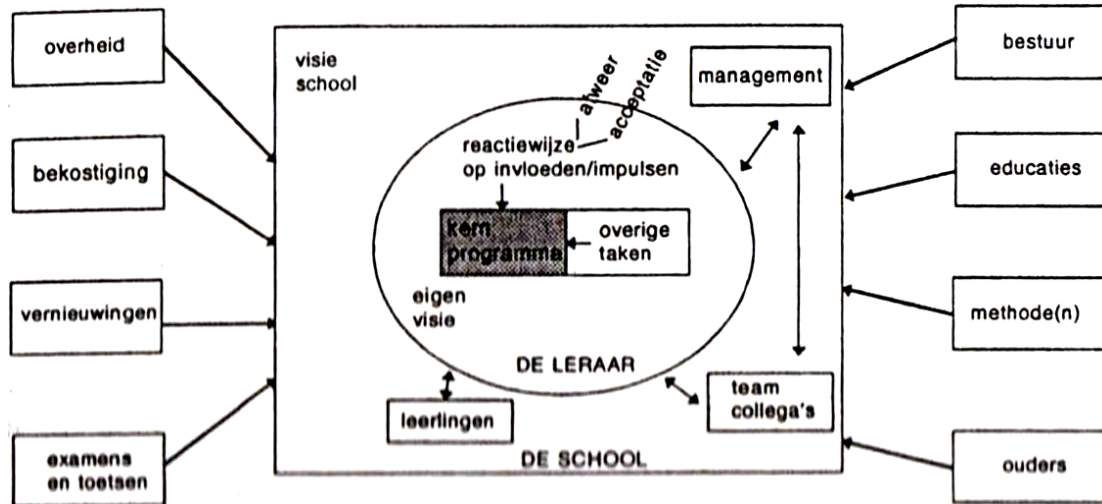 overheid
bekostiging
vernieuwingen
examens
en toetsen
visie
school
management
afweer
acceptatie
reactiewijze
op invloeden/impulsen
kern
programma
overige
taken
eigen
visie
DE LERAAR
leerlingen
team
collega's
DE SCHOOL
bestuur
educaties
methode(n)
ouders